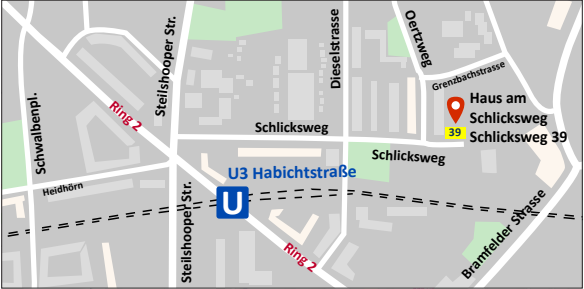 Steilshooper Str.
Oertzweg
Dieselstrasse
Grenzbachstrasse
Schwalbenpl.
Ring 2
Haus am
Schlicksweg
39
Schlicksweg 39
Schlicksweg
Schlicksweg
U3 Habichtstraße
Heidhörn
U
Steilshooper Str.
Bramfelder Strasse
Ring 2